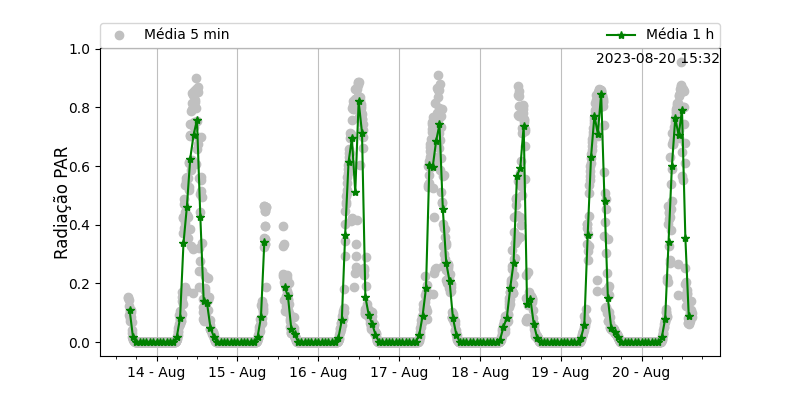 Média 5 min
Média 1 h
2023-08-20 15:32
1.0
0.8
0.6
0.4
0.2
0.0
Radiação PAR
14 - Aug
15 - Aug
16 - Aug
17 - Aug
18 - Aug
19 - Aug
20 - Aug